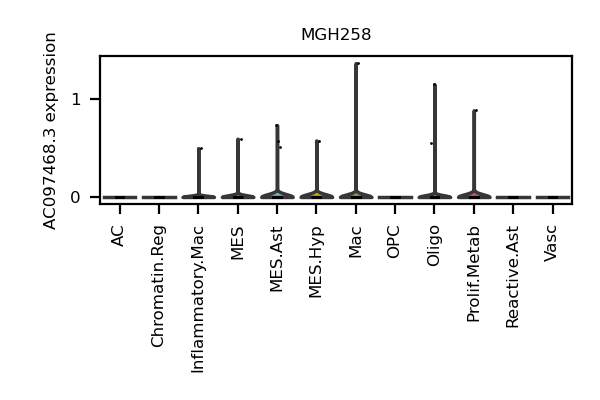 MGH258
AC097468.3 expression
1
0
AC
Chromatin.Reg
Inflammatory.Mac
MES
MES.Ast
MES.Hyp
Mac
OPC
Oligo
Prolif.Metab
Reactive.Ast
Vasc